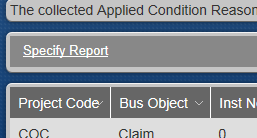 The collected Applied Condition Reason
Specify Report
Project Code Bus Object Inst N
COC Claim 0